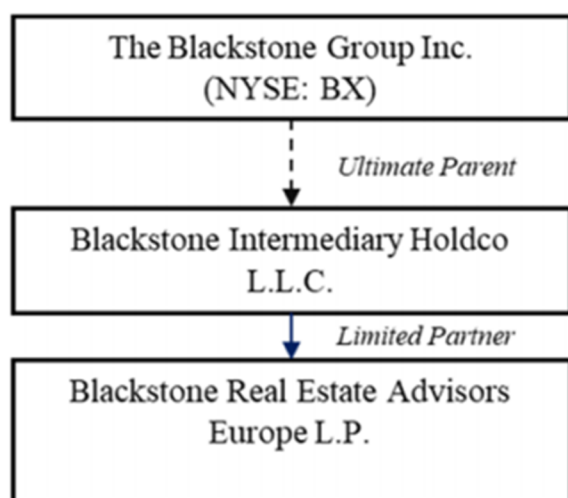 The Blackstone Group Inc.
(NYSE: BX)
Ultimate Parent
Blackstone Intermediary Holdco
L.L.C.
Limited Partner
Blackstone Real Estate Advisors
Europe L.P.